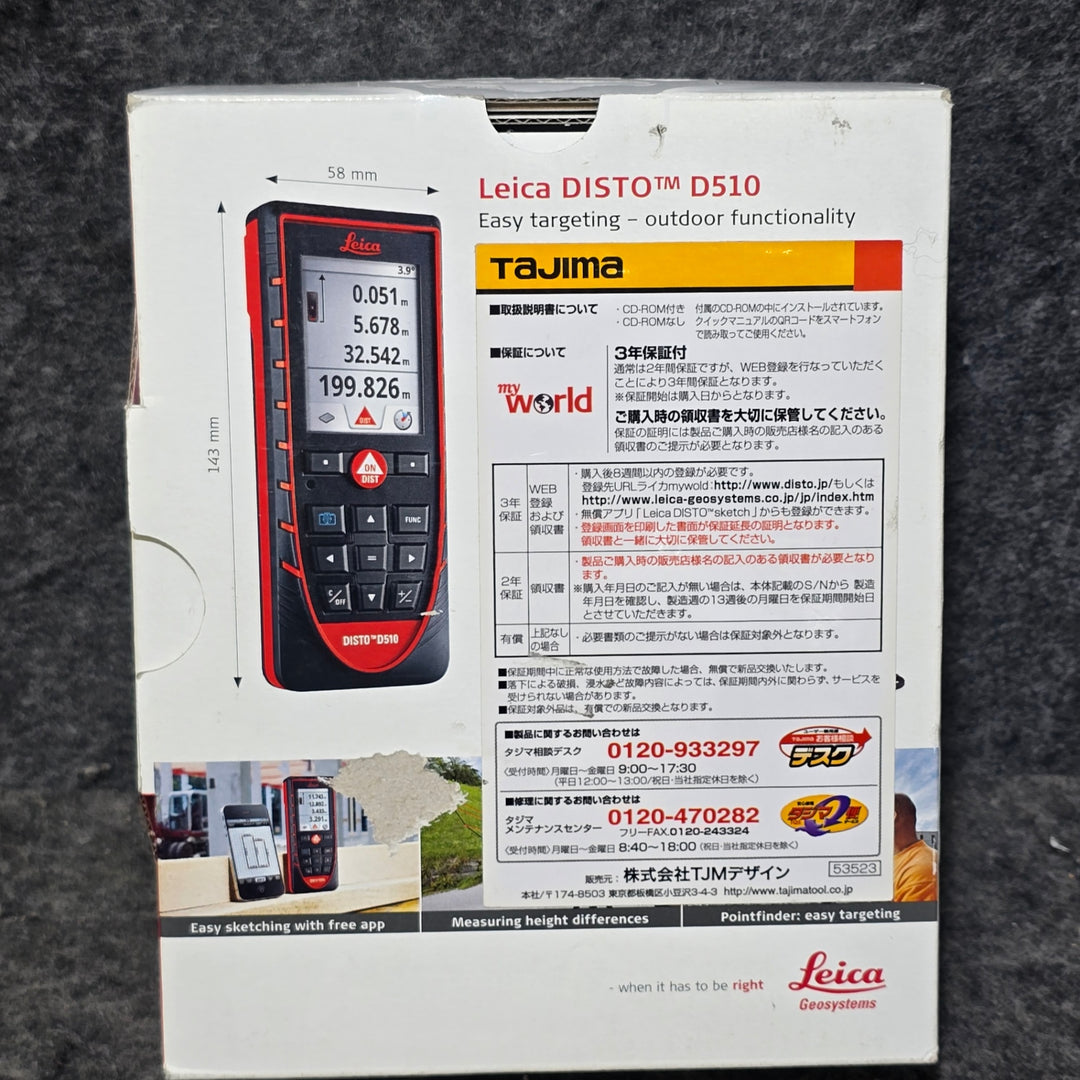 58 mm
143 mm
Leica DISTO™ D510
Easy targeting – outdoor functionality
Leica
3.9°
0.051 m
5.678 m
32.542 m
199.826 m
DIST
ON
DIST
FUNC
C/OFF
+/−
DISTO™D510
TAJIMA
■取扱説明書について
・CD-ROM付き 付属のCD-ROMの中にインストールされています。
・CD-ROMなし クイックマニュアルのQRコードをスマートフォン
で読み取ってご使用ください。
■保証について
my world
3年保証付
通常は2年間保証ですが、WEB登録を行なっていただく
ことにより3年間保証となります。
※保証開始は購入日からとなります。
ご購入時の領収書を大切に保管してください。
保証の証明には製品ご購入時の販売店様名の記入のある
領収書のご提示が必要となります。
3年保証
WEB登録および領収書
・購入後8週間以内の登録が必要です。
登録先URLライカmywold:http://www.disto.jp/もしくは
http://www.leica-geosystems.co.jp/jp/index.htm
・無償アプリ「Leica DISTO™sketch」からも登録ができます。
・登録画面を印刷した書面が保証延長の証明となります。
領収書と一緒に大切に保管してください。
2年保証
領収書
・製品ご購入時の販売店様名の記入のある領収書が必要となり
ます。
※購入年月日のご記入が無い場合は、本体記載のS/Nから 製造
年月日を確認し、製造週の13週後の月曜日を保証期間開始日
とさせていただきます。
有償
上記なしの場合
・必要書類のご提示がない場合は保証対象外となります。
■保証期間中に正常な使用方法で故障した場合、無償で新品交換いたします。
■落下による破損、浸水など故障内容によっては、保証期間内外に関わらず、サービスを
受けられない場合があります。
■保証対象外品は、有償での新品交換となります。
■製品に関するお問い合わせは
タジマ相談デスク 0120-933297
〈受付時間〉月曜日〜金曜日 9:00〜17:30
(平日12:00〜13:00/祝日・当社指定休日を除く)
TAJIMA お客様相談
デスク
■修理に関するお問い合わせは
タジマ
メンテナンスセンター 0120-470282
フリーFAX.0120-243324
〈受付時間〉月曜日〜金曜日 8:40〜18:00 (祝日・当社指定休日を除く)
販売元: 株式会社TJMデザイン 53523
本社/〒174-8503 東京都板橋区小豆沢3-4-3 http://www.tajimatool.co.jp
Easy sketching with free app
Measuring height differences
Pointfinder: easy targeting
- when it has to be right
Leica
Geosystems